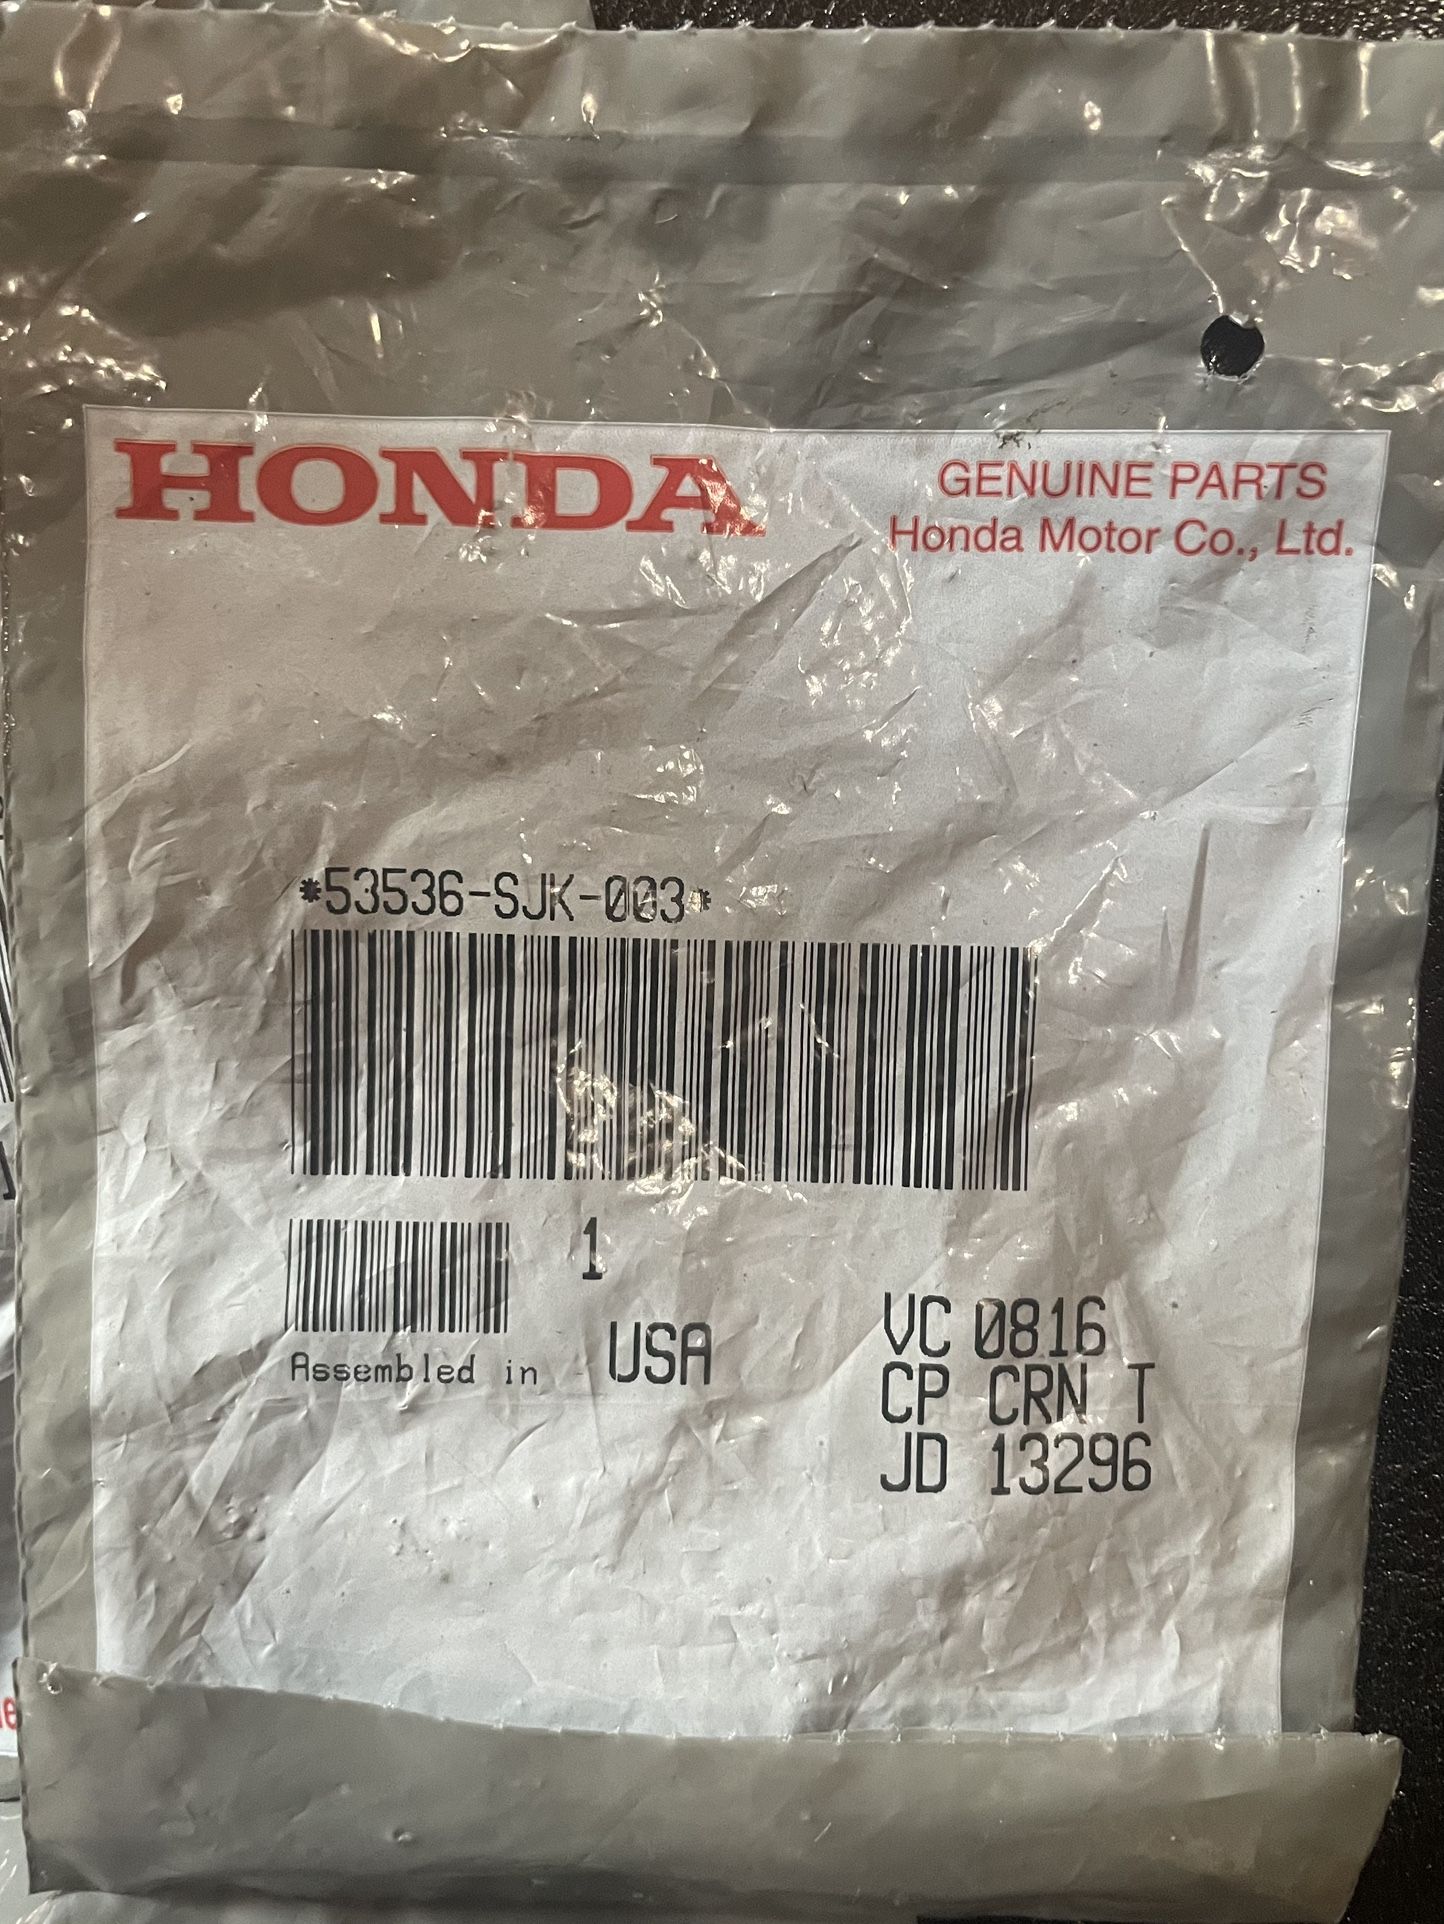 HONDA
GENUINE PARTS
Honda Motor Co., Ltd.
*53536-SJK-003*
1
Assembled in USA
VC 0816
CP CRN T
JD 13296